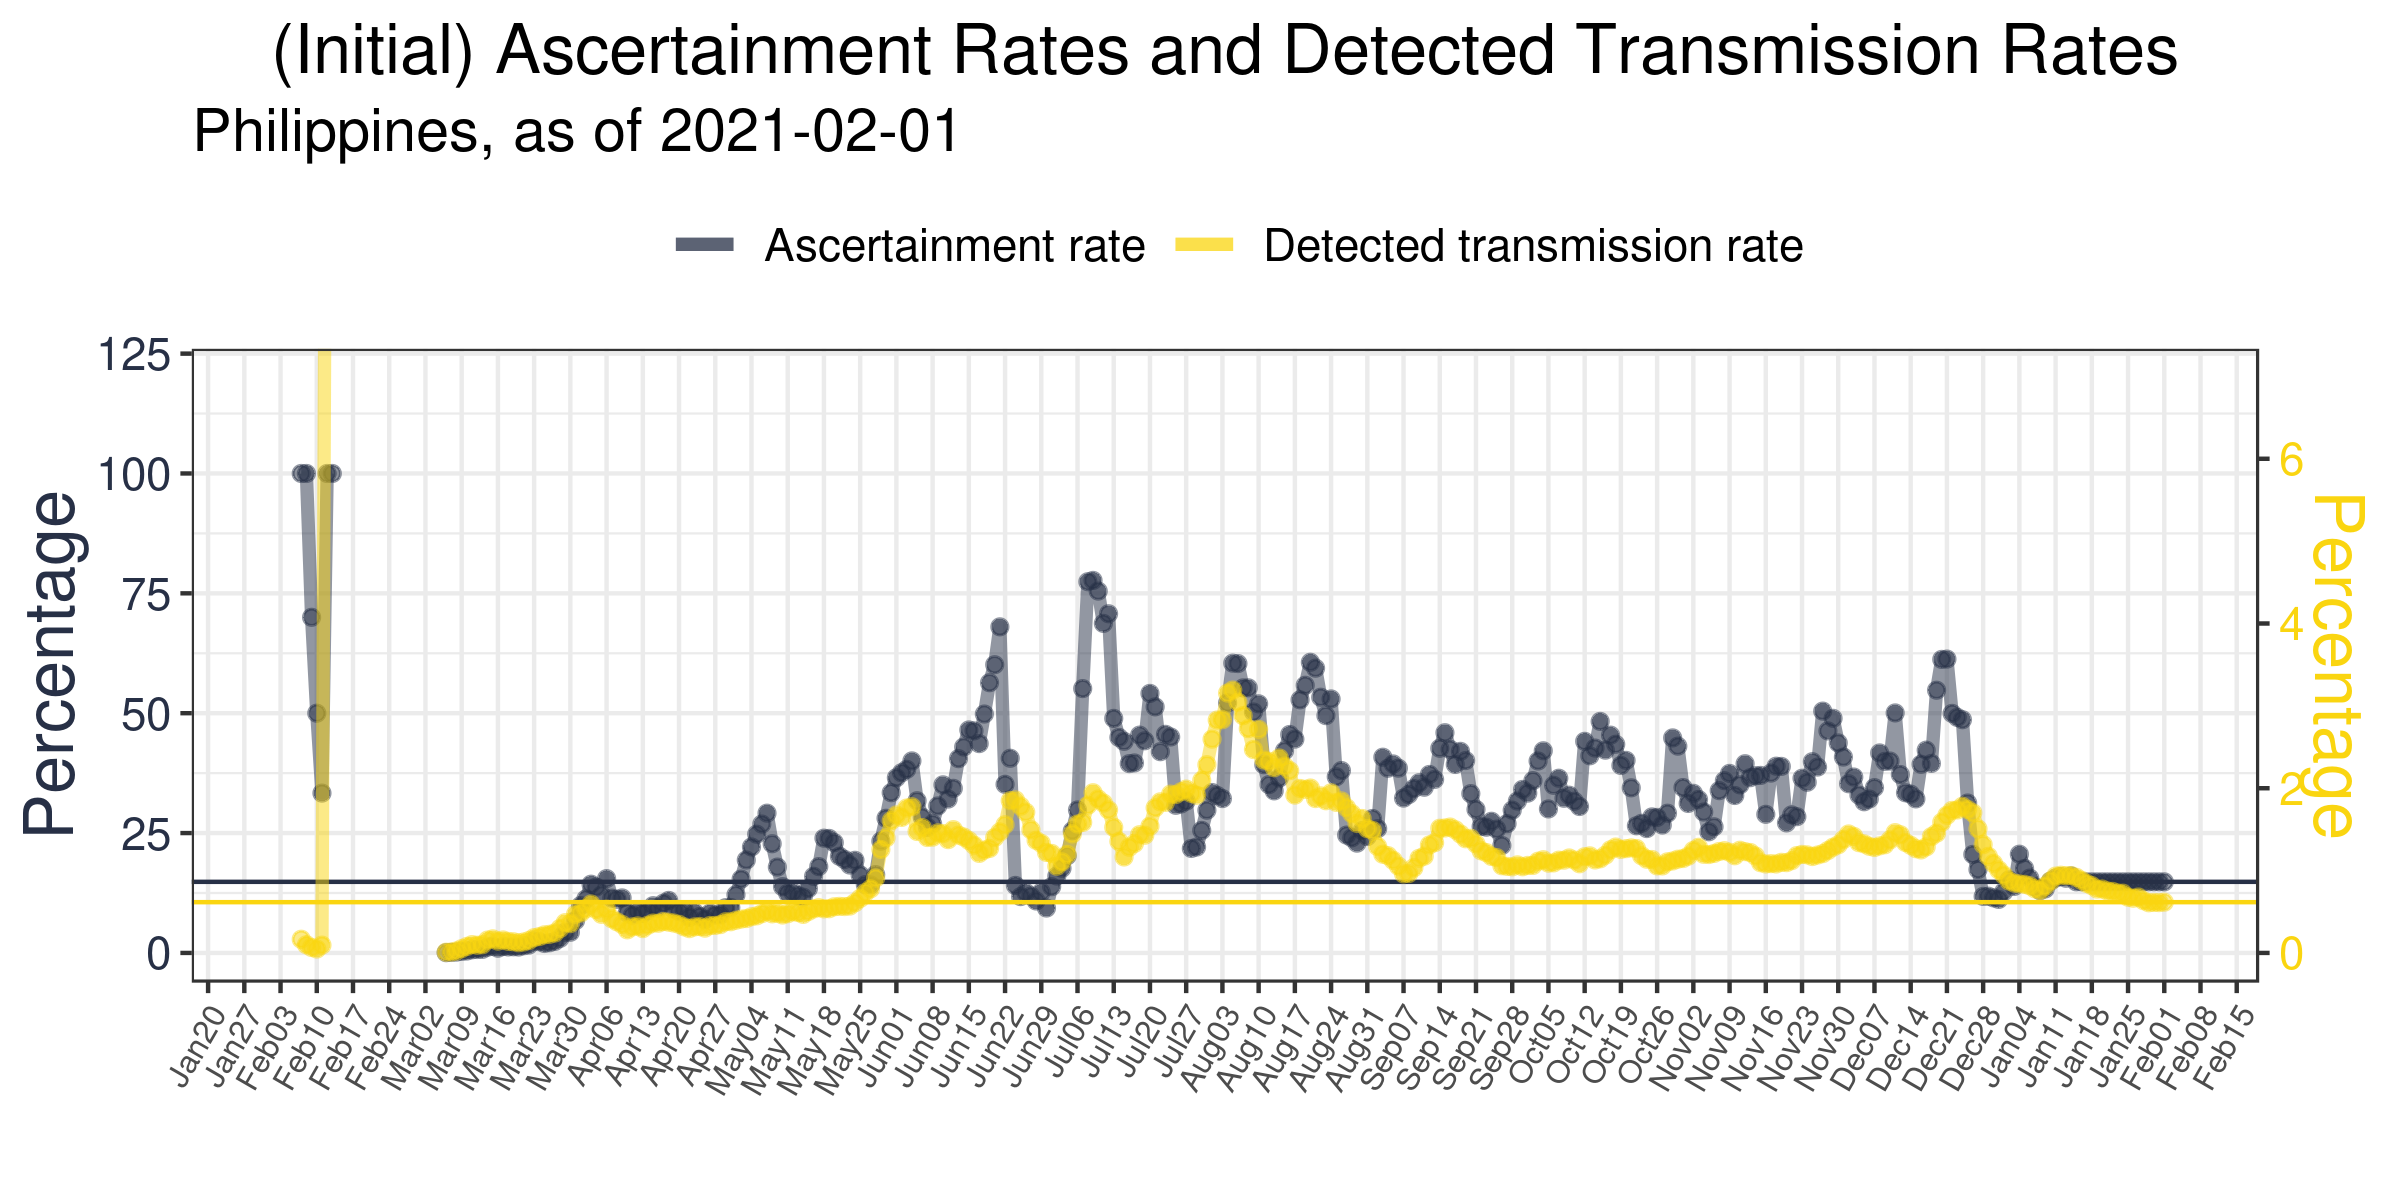 (Initial) Ascertainment Rates and Detected Transmission Rates
Philippines, as of 2021-02-01
Ascertainment rate
Detected transmission rate
125
100
75
50
25
0
Percentage
6
4
2
0
Percentage
Jan20
Jan27
Feb03
Feb10
Feb17
Feb24
Mar02
Mar09
Mar16
Mar23
Mar30
Apr06
Apr13
Apr20
Apr27
May04
May11
May18
May25
Jun01
Jun08
Jun15
Jun22
Jun29
Jul06
Jul13
Jul20
Jul27
Aug03
Aug10
Aug17
Aug24
Aug31
Sep07
Sep14
Sep21
Sep28
Oct05
Oct12
Oct19
Oct26
Nov02
Nov09
Nov16
Nov23
Nov30
Dec07
Dec14
Dec21
Dec28
Jan04
Jan11
Jan18
Jan25
Feb01
Feb08
Feb15